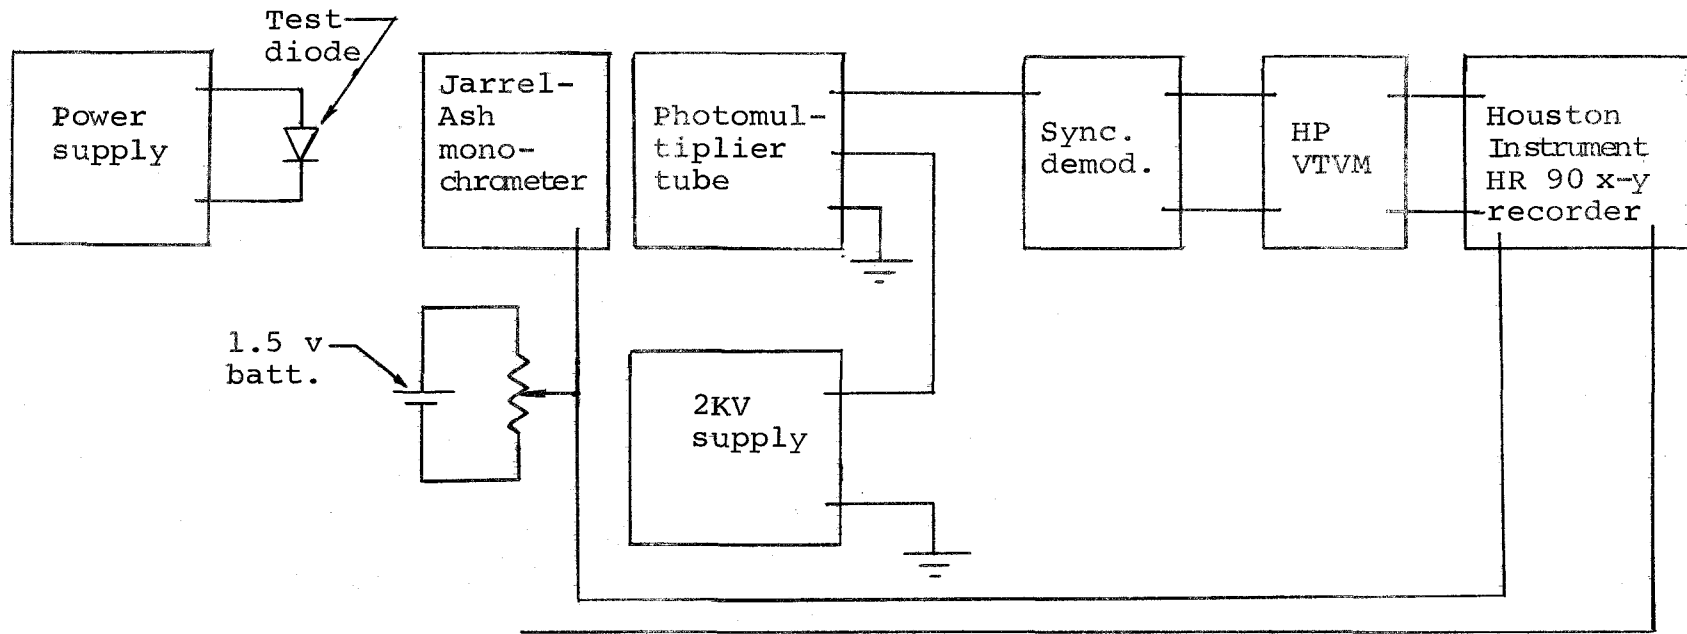 Test
diode
Power
supply
Jarrel-
Ash
mono-
chrometer
Photomul-
tiplier
tube
Sync.
demod.
HP
VTVM
Houston
Instrument
HR 90 x-y
recorder
1.5 v
batt.
2KV
supply